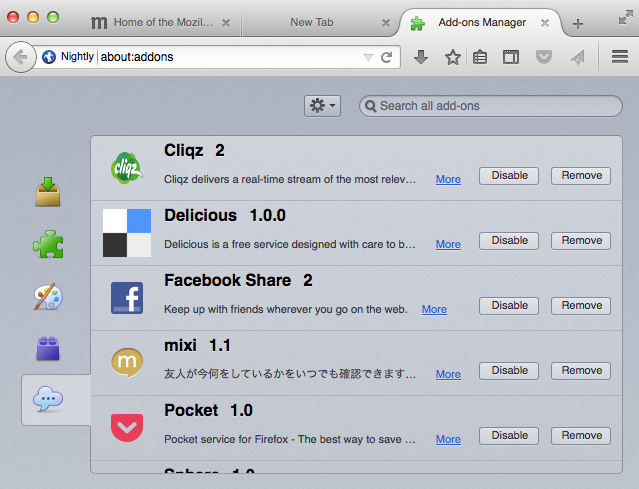 Home of the Mozil...
New Tab
Add-ons Manager
Nightly about:addons
Search all add-ons
Cliqz 2
cliqz
Cliqz delivers a real-time stream of the most relev... More Disable Remove
Delicious 1.0.0
Delicious is a free service designed with care to b... More Disable Remove
Facebook Share 2
Keep up with friends wherever you go on the web. More Disable Remove
mixi 1.1
友人が今何をしているかをいつでも確認できます... More Disable Remove
Pocket 1.0
Pocket service for Firefox - The best way to save ... More Disable Remove
Sphere 1.0